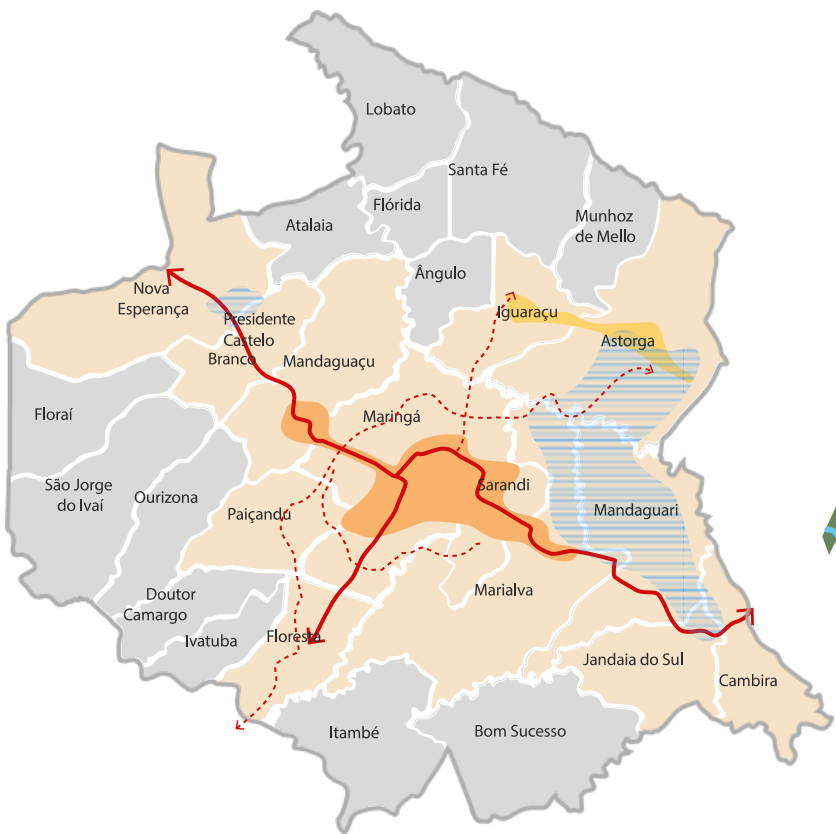 Lobato
Santa Fé
Flórida
Munhoz
de Mello
Atalaia
Ângulo
Nova
Esperança
Iguaraçu
Presidente
Castelo
Branco
Astorga
Mandaguaçu
Floraí
Maringá
São Jorge
do Ivaí
Sarandi
Ourizona
Paiçandu
Mandaguari
Marialva
Doutor
Camargo
Ivatuba
Floresta
Jandaia do Sul
Cambira
Itambé
Bom Sucesso